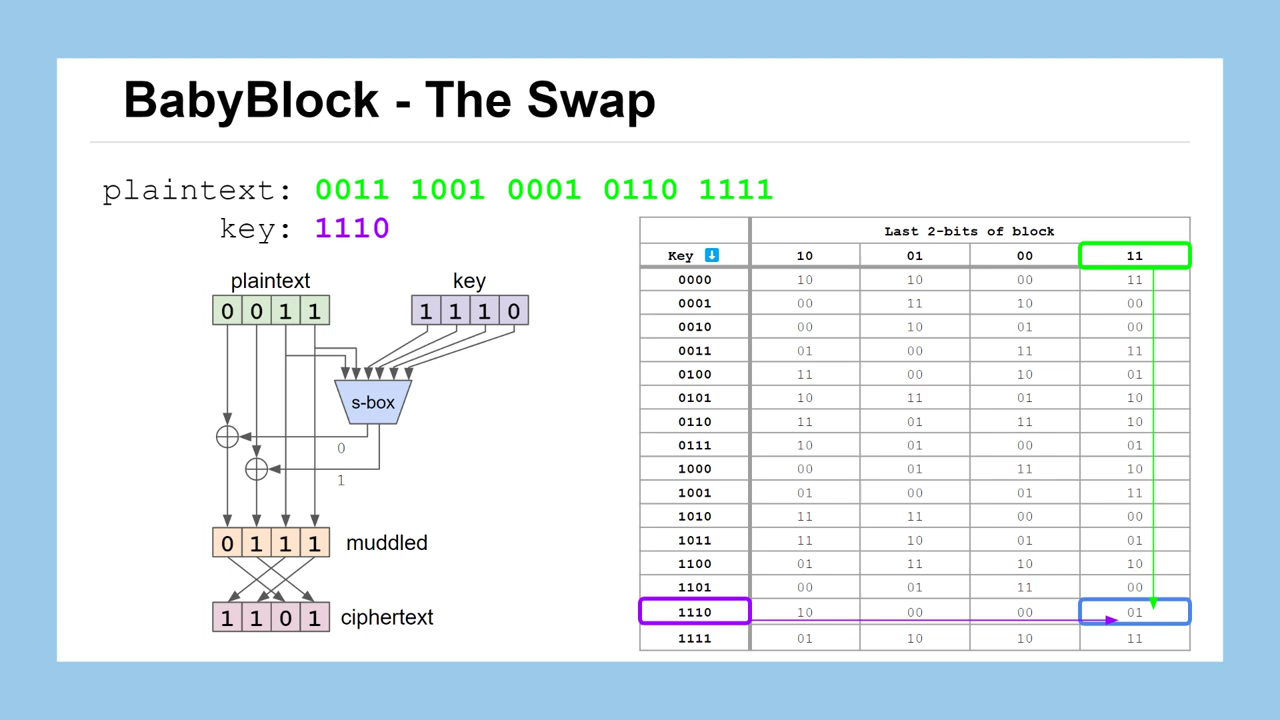 BabyBlock - The Swap
plaintext: 0011 1001 0001 0110 1111
key: 1110
plaintext
0 0 1 1
key
1 1 1 0
s-box
0
1
0 1 1 1 muddled
1 1 0 1 ciphertext
Last 2-bits of block
Key ⬇ 10 01 00 11
0000 10 10 00 11
0001 00 11 10 00
0010 00 10 01 00
0011 01 00 11 11
0100 11 00 10 01
0101 10 11 01 10
0110 11 01 11 10
0111 10 01 00 01
1000 00 01 11 10
1001 01 00 01 11
1010 11 11 00 00
1011 11 10 01 01
1100 01 11 10 10
1101 00 01 11 00
1110 10 00 00 01
1111 01 10 10 11